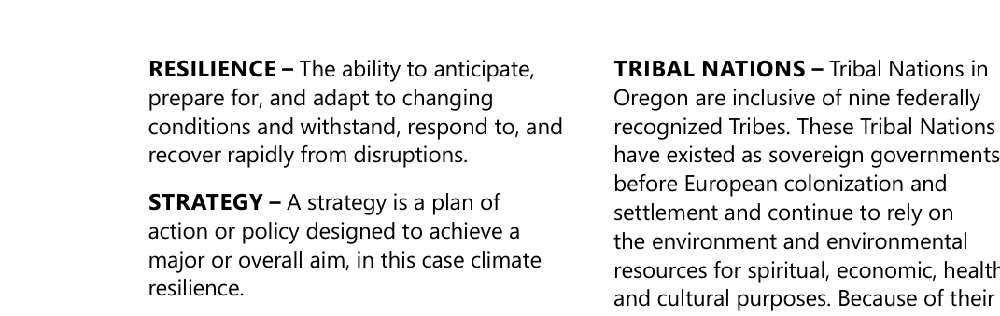 RESILIENCE – The ability to anticipate,
prepare for, and adapt to changing
conditions and withstand, respond to, and
recover rapidly from disruptions.
STRATEGY – A strategy is a plan of
action or policy designed to achieve a
major or overall aim, in this case climate
resilience.
TRIBAL NATIONS – Tribal Nations in
Oregon are inclusive of nine federally
recognized Tribes. These Tribal Nations
have existed as sovereign governments
before European colonization and
settlement and continue to rely on
the environment and environmental
resources for spiritual, economic, health
and cultural purposes. Because of their